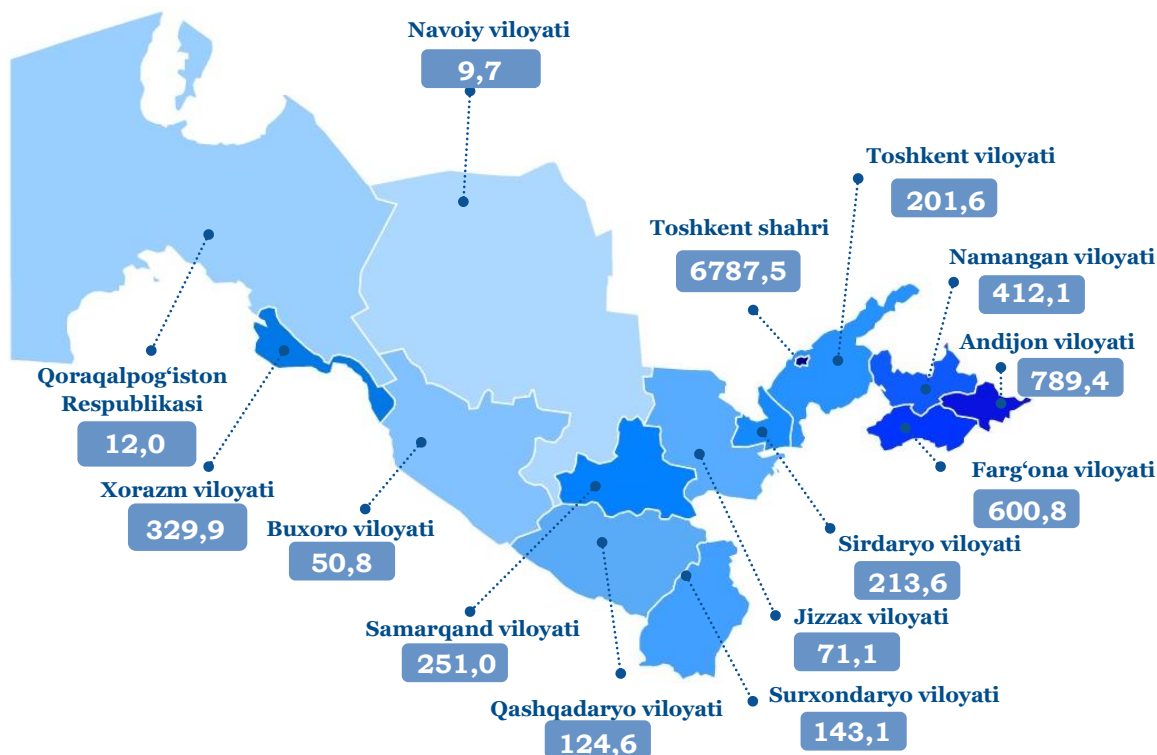 Navoiy viloyati
9,7
Toshkent viloyati
201,6
Toshkent shahri
6787,5
Namangan viloyati
412,1
Andijon viloyati
789,4
Qoraqalpog‘iston
Respublikasi
12,0
Farg‘ona viloyati
600,8
Xorazm viloyati
329,9
Buxoro viloyati
50,8
Sirdaryo viloyati
213,6
Samarqand viloyati
251,0
Jizzax viloyati
71,1
Qashqadaryo viloyati
124,6
Surxondaryo viloyati
143,1